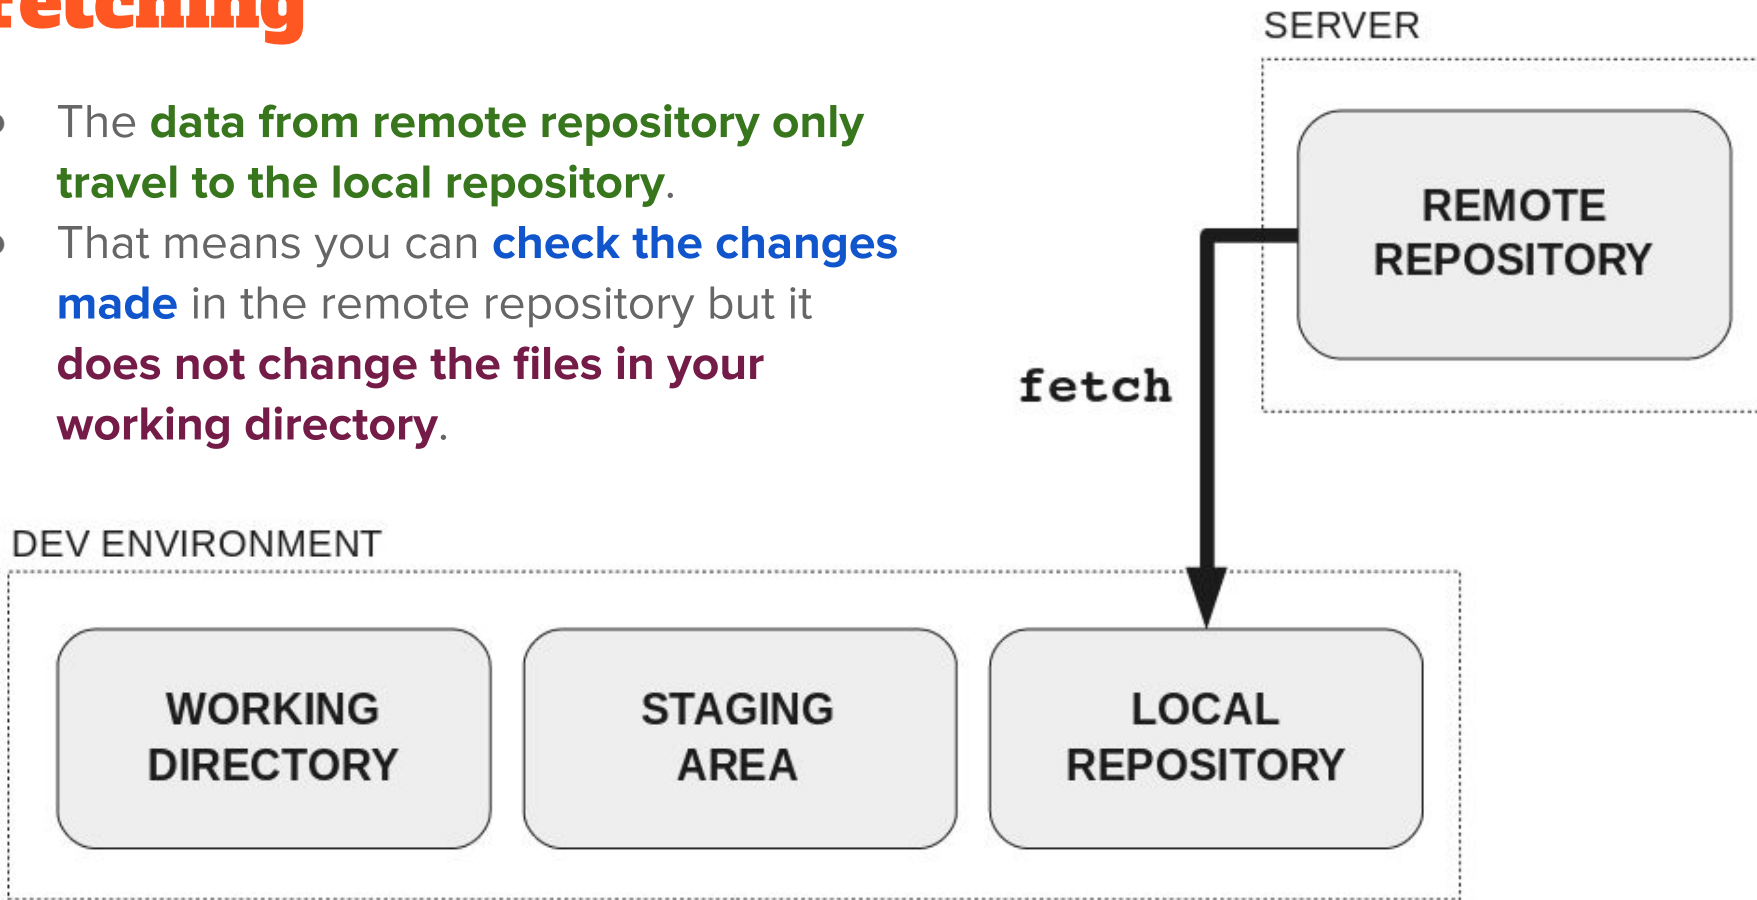 Fetching
SERVER
● The data from remote repository only
travel to the local repository.
● That means you can check the changes
made in the remote repository but it
does not change the files in your
working directory.
REMOTE
REPOSITORY
fetch
DEV ENVIRONMENT
WORKING
DIRECTORY
STAGING
AREA
LOCAL
REPOSITORY